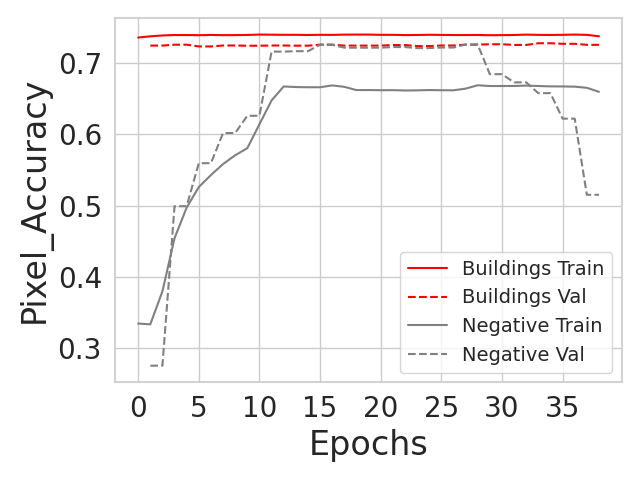 Pixel_Accuracy
0.7
0.6
0.5
0.4
0.3
0 5 10 15 20 25 30 35
Epochs
Buildings Train
Buildings Val
Negative Train
Negative Val